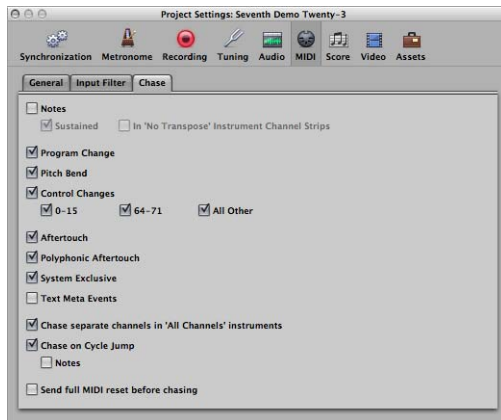 Project Settings: Seventh Demo Twenty-3
Synchronization Metronome Recording Tuning Audio MIDI Score Video Assets
General Input Filter Chase
Notes
Sustained In 'No Transpose' Instrument Channel Strips
Program Change
Pitch Bend
Control Changes
0-15 64-71 All Other
Aftertouch
Polyphonic Aftertouch
System Exclusive
Text Meta Events
Chase separate channels in 'All Channels' instruments
Chase on Cycle Jump
Notes
Send full MIDI reset before chasing